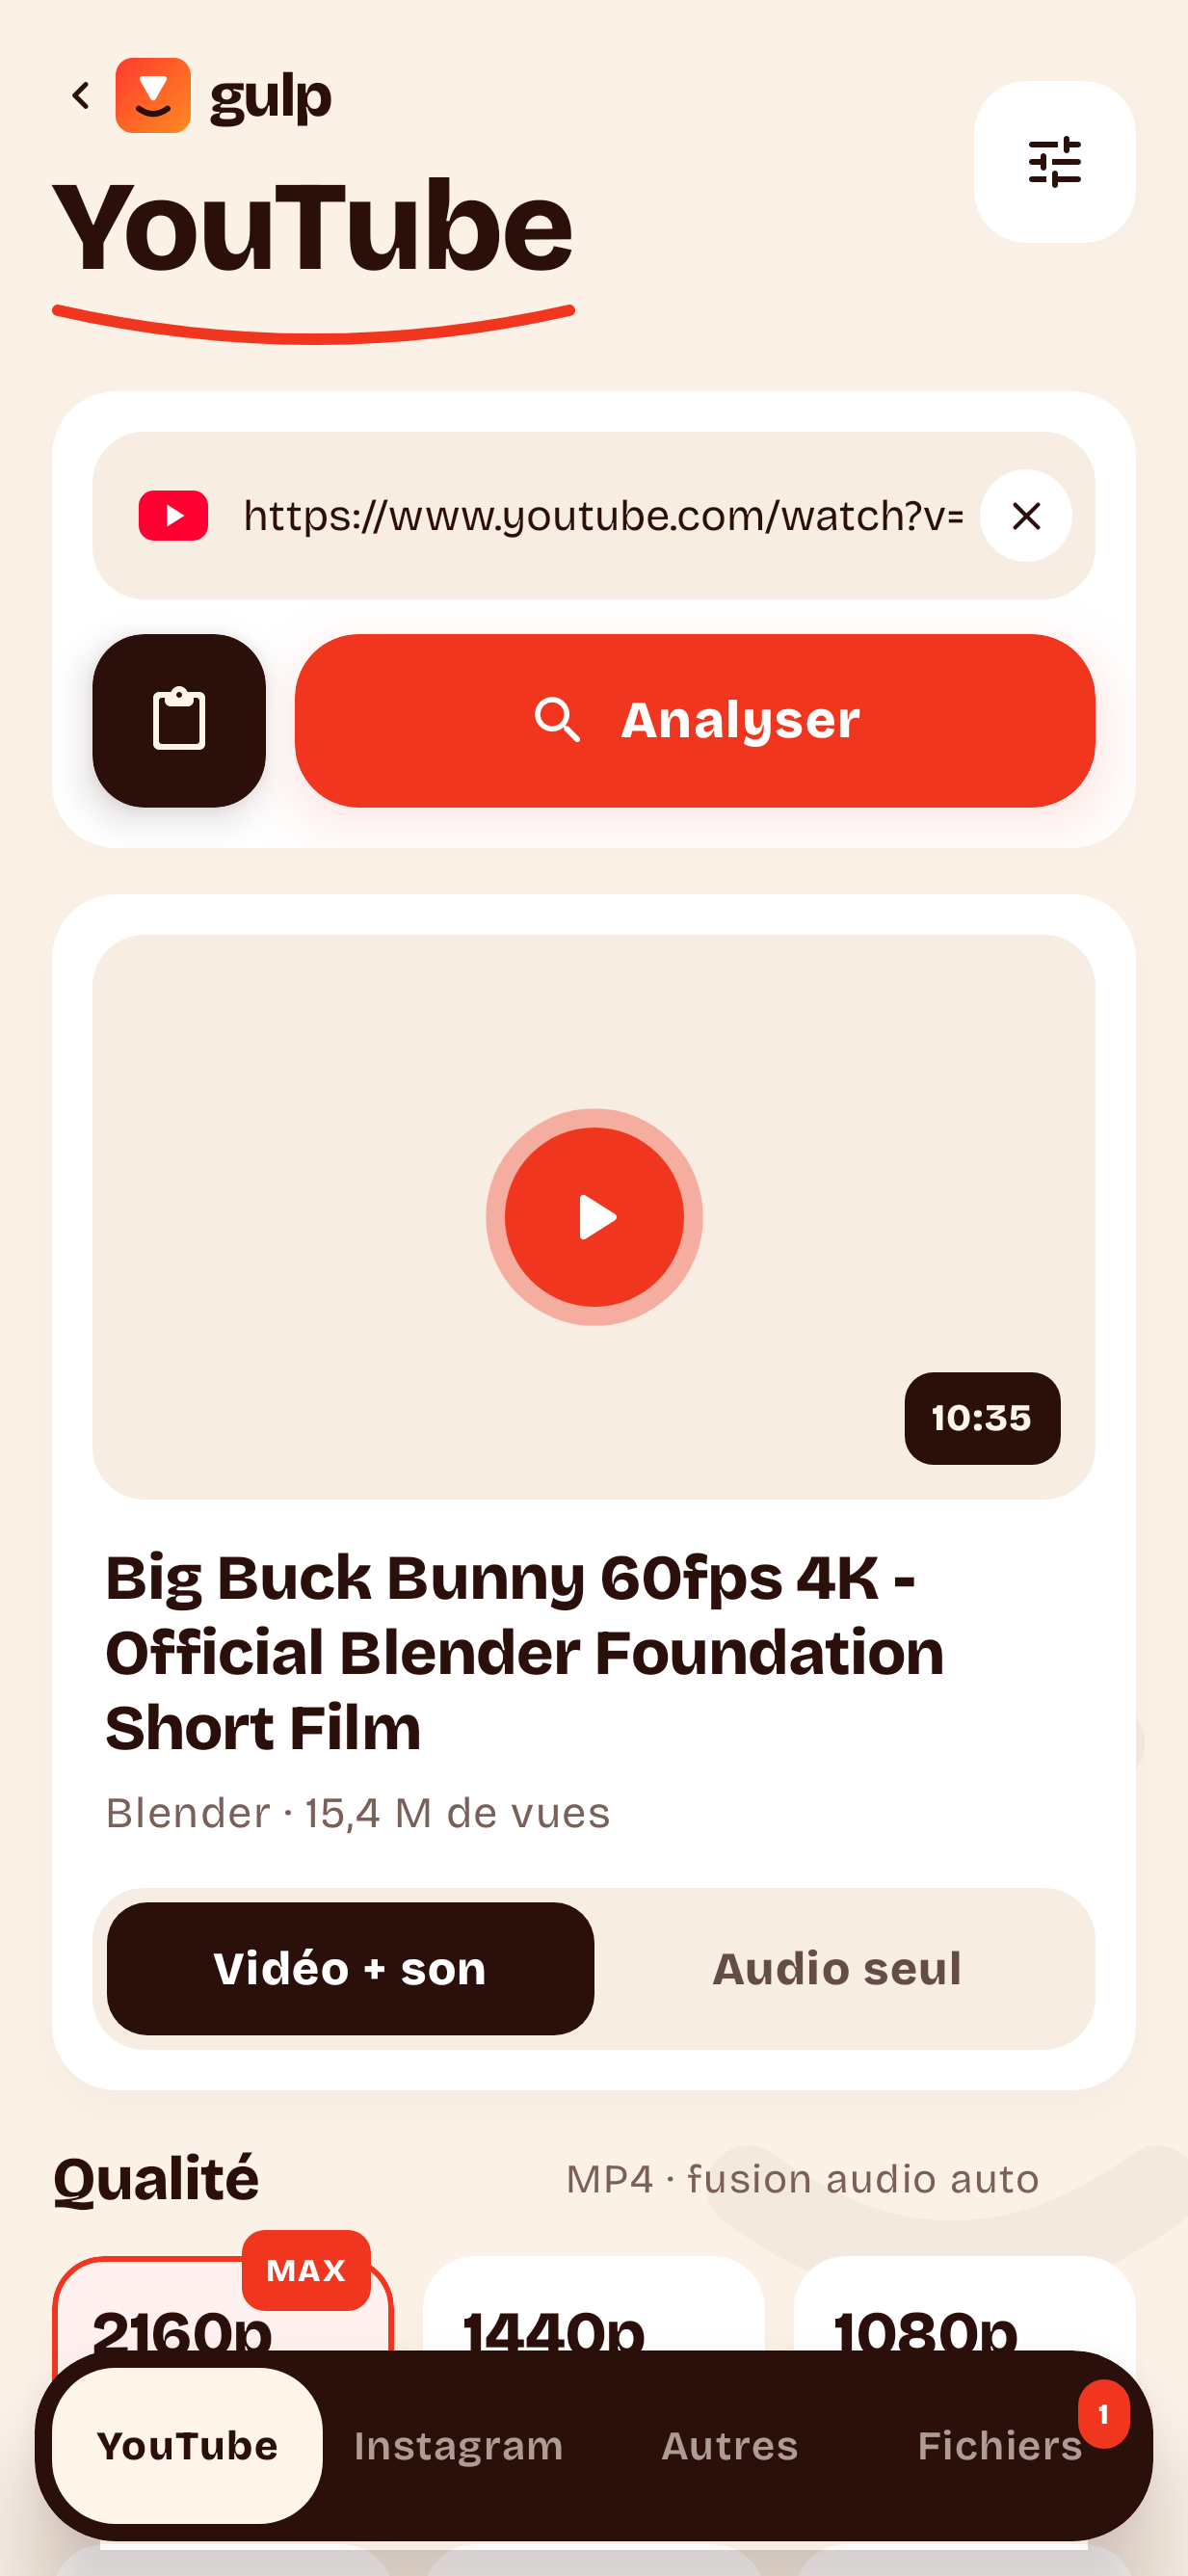 gulp
YouTube
https://www.youtube.com/watch?v=
Analyser
10:35
Big Buck Bunny 60fps 4K -
Official Blender Foundation
Short Film
Blender · 15,4 M de vues
Vidéo + son
Audio seul
Qualité
MP4 · fusion audio auto
MAX
2160p
1440p
1080p
YouTube
Instagram
Autres
Fichiers
1